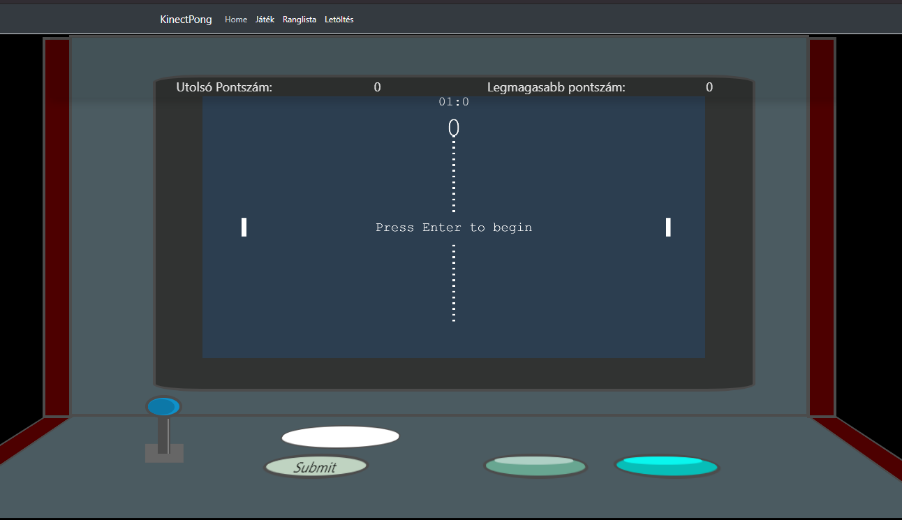 KinectPong Home Játék Ranglista Letöltés
Utolsó Pontszám: 0 Legmagasabb pontszám: 0
01:0
0
Press Enter to begin
Submit